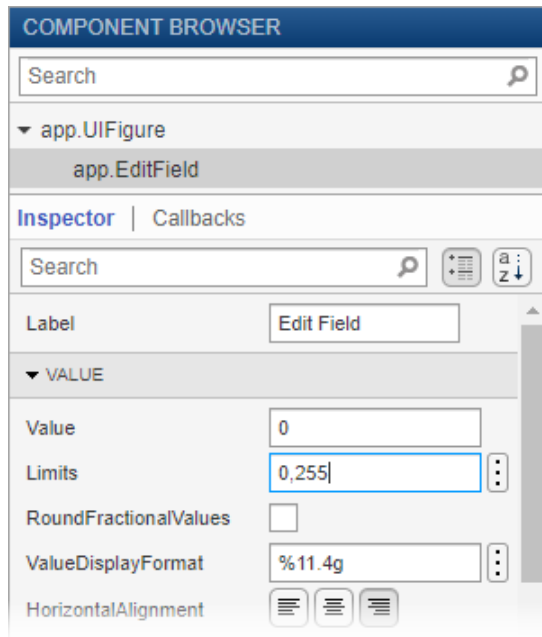 COMPONENT BROWSER
Search
app.UIFigure
app.EditField
Inspector | Callbacks
Search
a
z
Label Edit Field
VALUE
Value 0
Limits 0,255
RoundFractionalValues
ValueDisplayFormat %11.4g
HorizontalAlignment